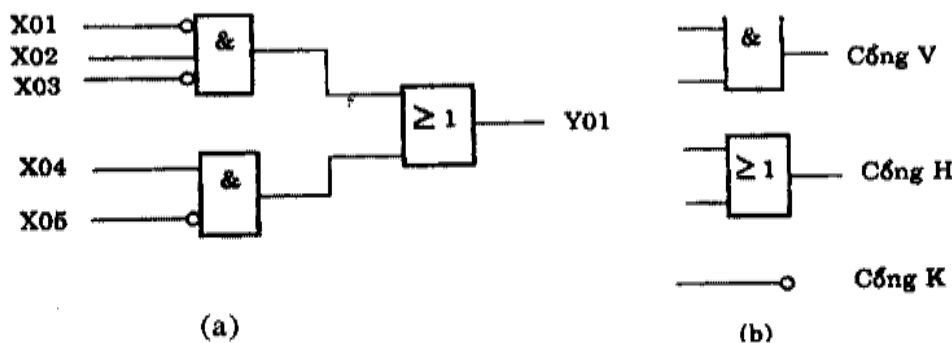 X01
X02
X03
&
X04
X05
&
≥ 1
Y01
(a)
&
Cổng V
≥ 1
Cổng H
Cổng K
(b)